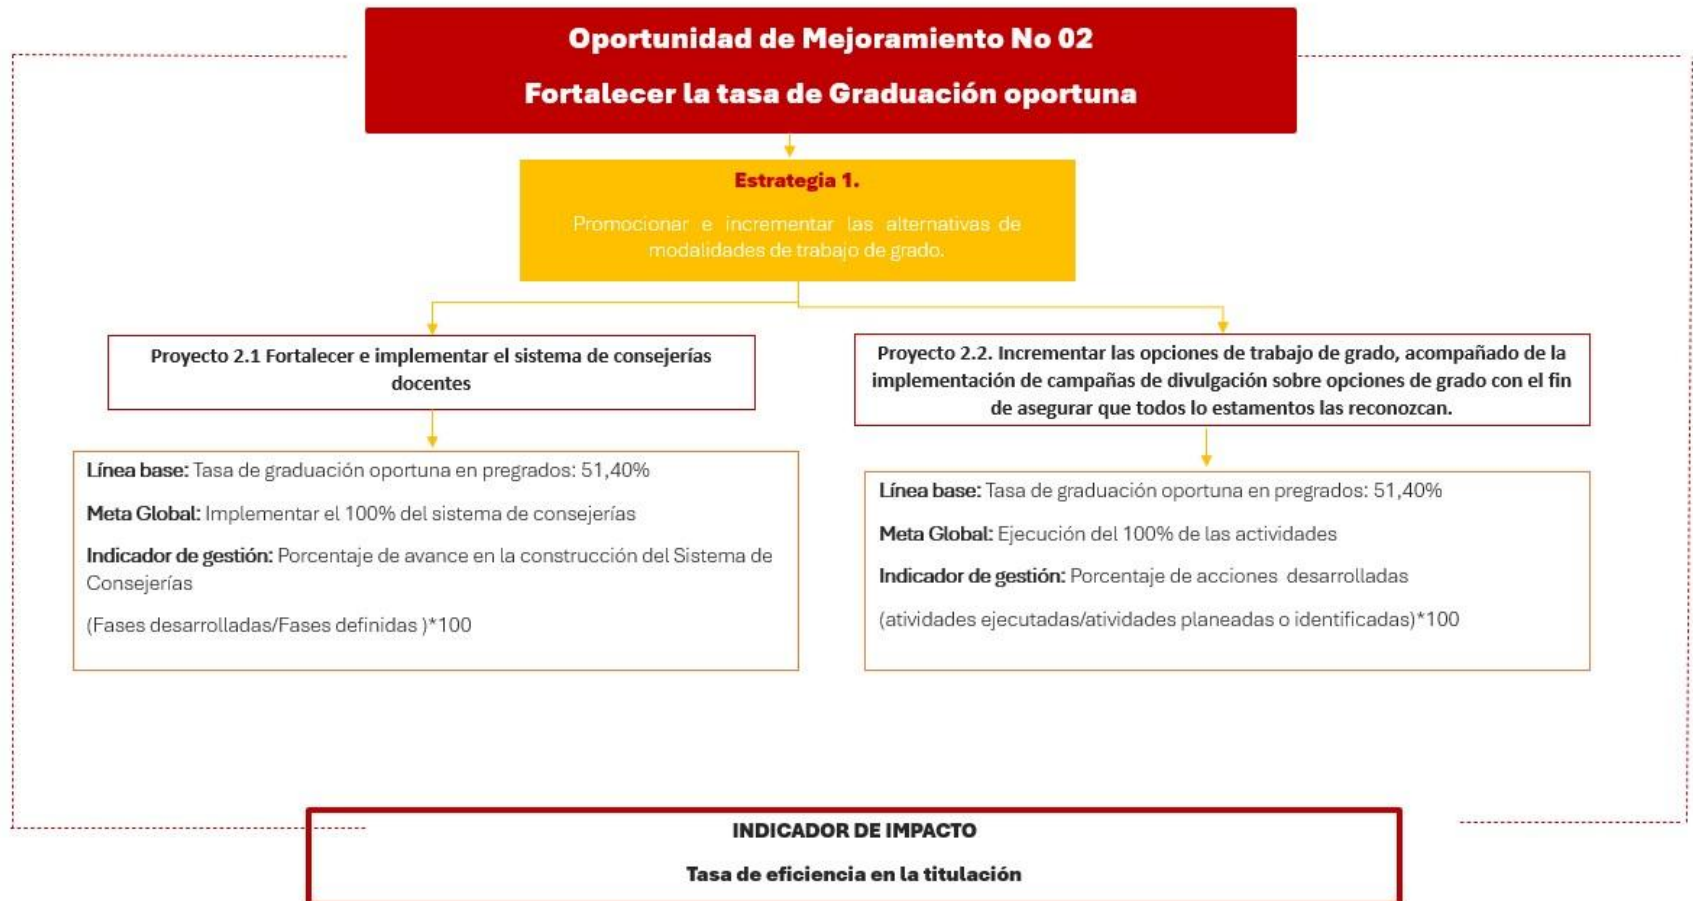 Oportunidad de Mejoramiento No 02
Fortalecer la tasa de Graduación oportuna
Estrategia 1.
Promocionar e incrementar las alternativas de
modalidades de trabajo de grado.
Proyecto 2.1 Fortalecer e implementar el sistema de consejerías
docentes
Línea base: Tasa de graduación oportuna en pregrados: 51,40%
Meta Global: Implementar el 100% del sistema de consejerías
Indicador de gestión: Porcentaje de avance en la construcción del Sistema de
Consejerías
(Fases desarrolladas/Fases definidas )*100
Proyecto 2.2. Incrementar las opciones de trabajo de grado, acompañado de la
implementación de campañas de divulgación sobre opciones de grado con el fin
de asegurar que todos lo estamentos las reconozcan.
Línea base: Tasa de graduación oportuna en pregrados: 51,40%
Meta Global: Ejecución del 100% de las actividades
Indicador de gestión: Porcentaje de acciones desarrolladas
(atividades ejecutadas/atividades planeadas o identificadas)*100
INDICADOR DE IMPACTO
Tasa de eficiencia en la titulación